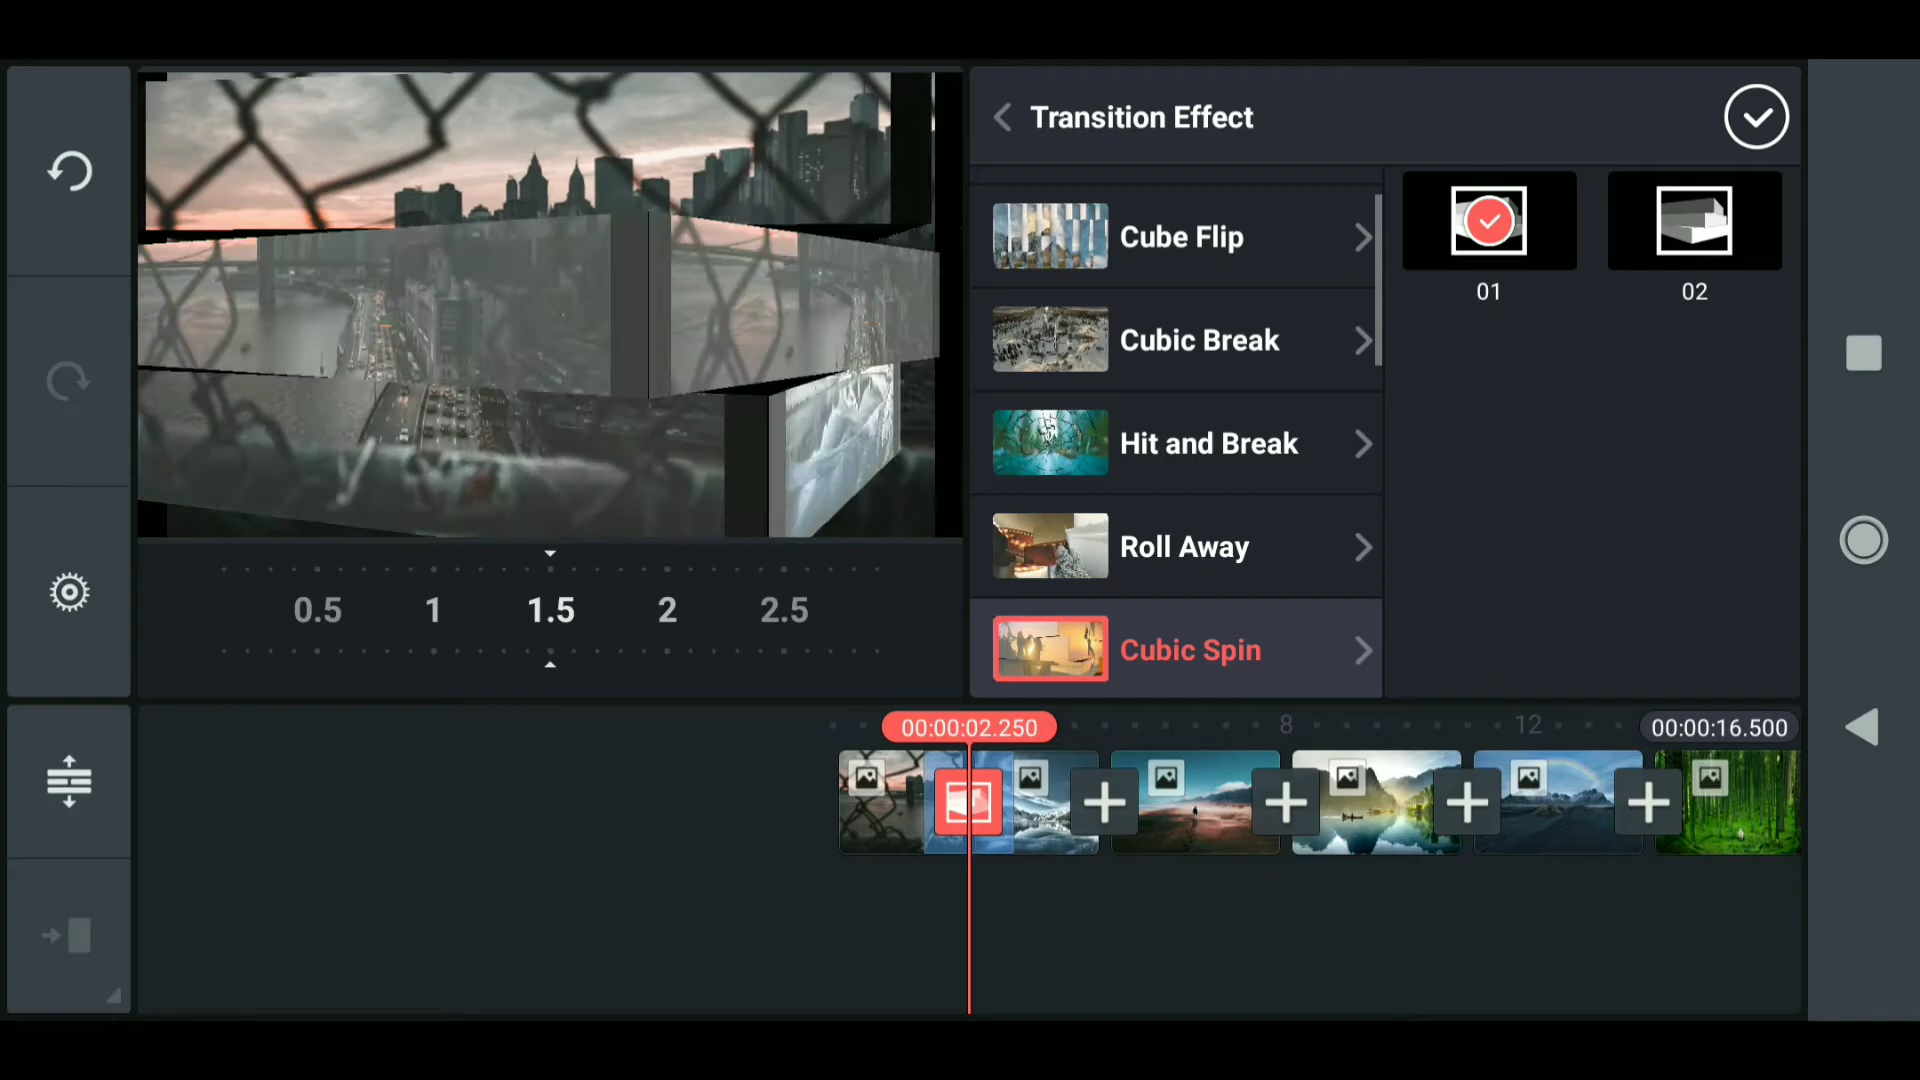 Transition Effect
Cube Flip
Cubic Break
Hit and Break
Roll Away
Cubic Spin
01
02
0.5 1 1.5 2 2.5
00:00:02.250 8 12 00:00:16.500